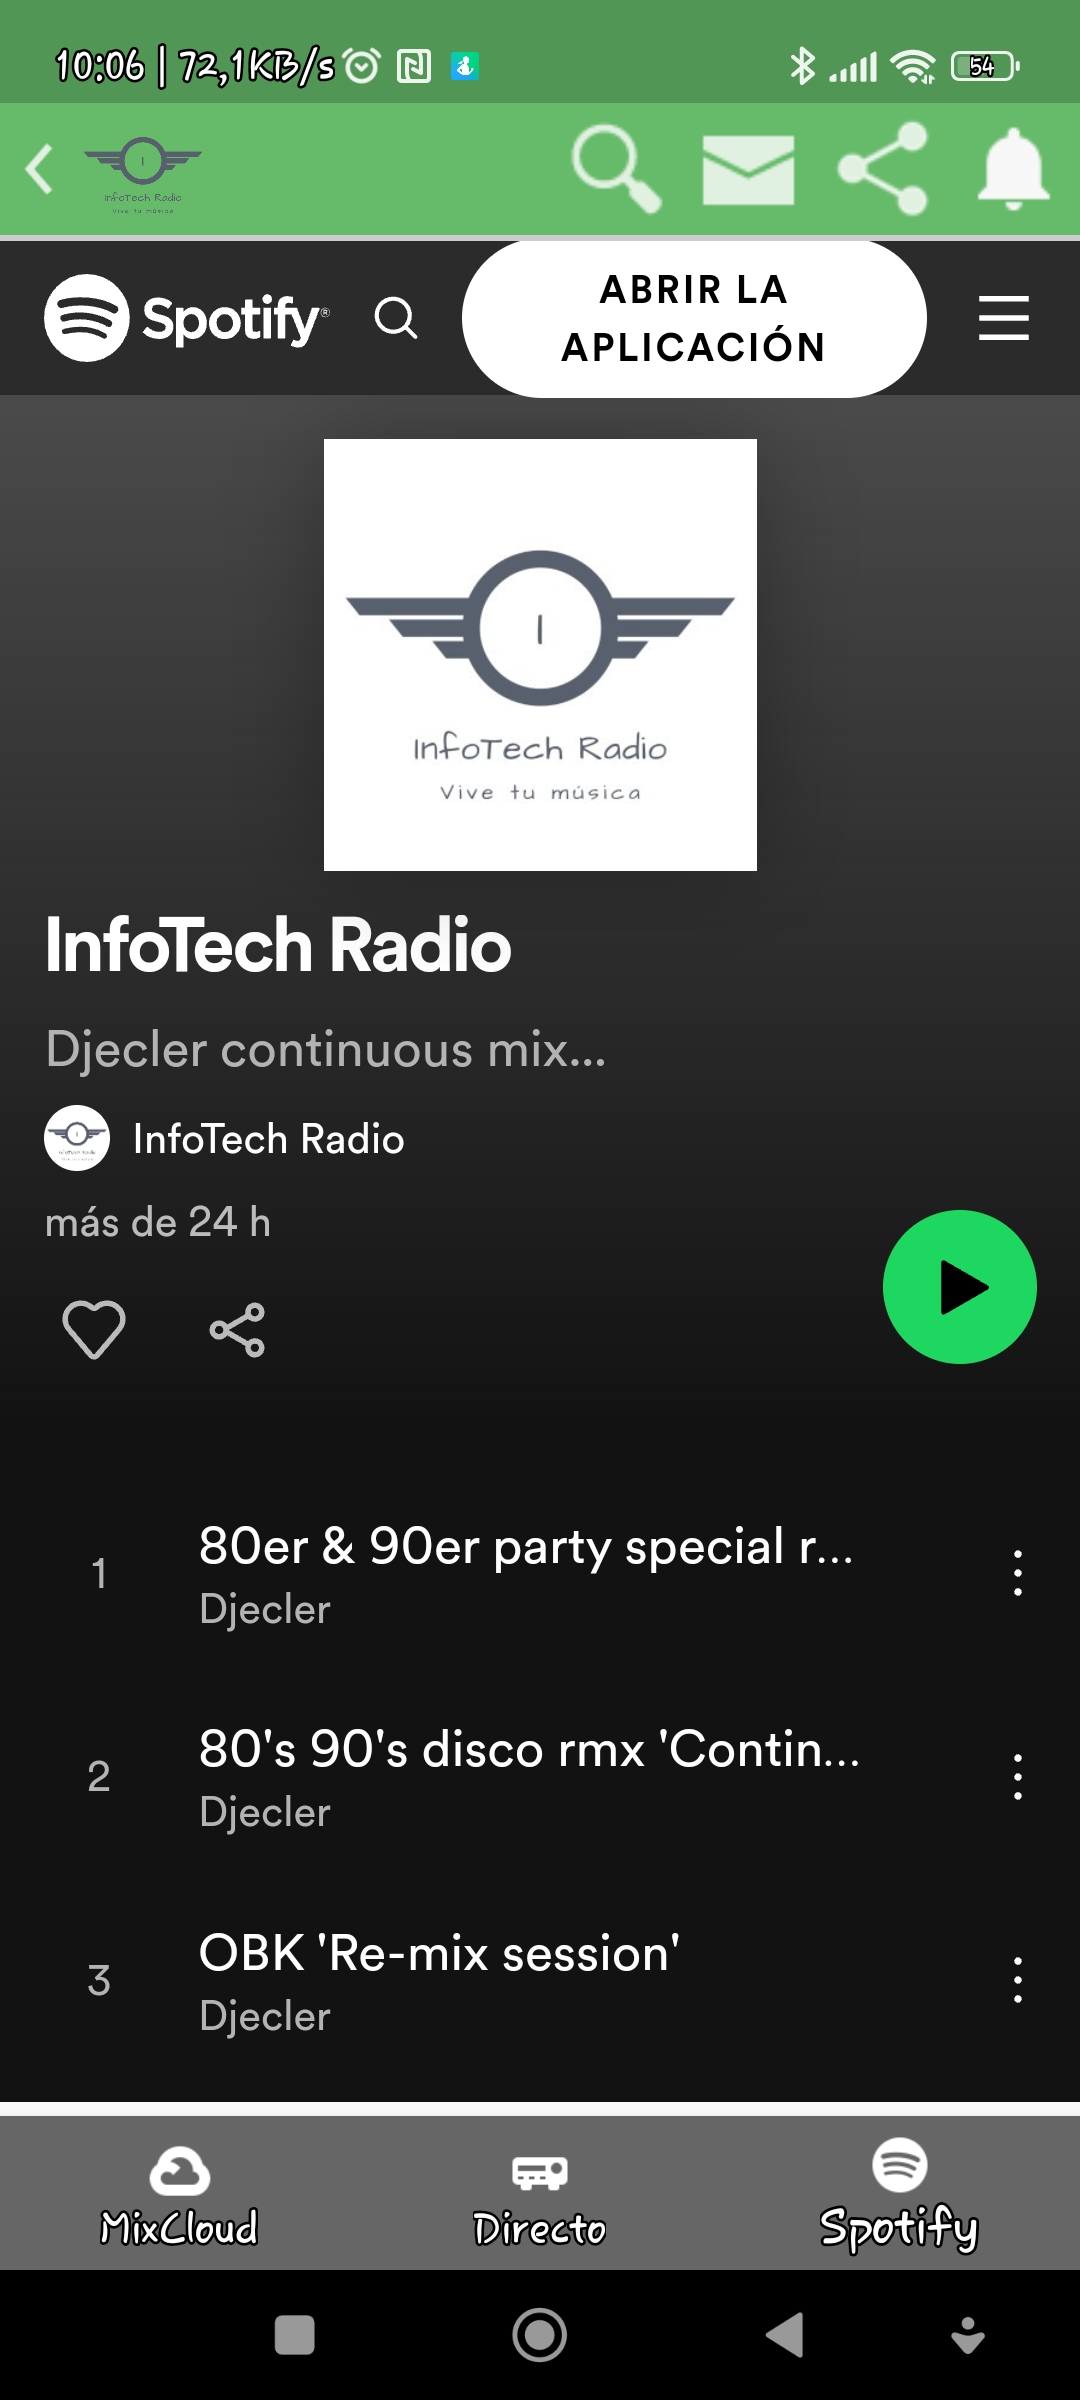 10:06 | 72,1KB/s
54
I
InfoTech Radio
Vive tu música
Spotify®
ABRIR LA
APLICACIÓN
I
InfoTech Radio
Vive tu música
InfoTech Radio
Djecler continuous mix...
InfoTech Radio
más de 24 h
1
80er & 90er party special r...
Djecler
2
80's 90's disco rmx 'Contin...
Djecler
3
OBK 'Re-mix session'
Djecler
MixCloud
Directo
Spotify